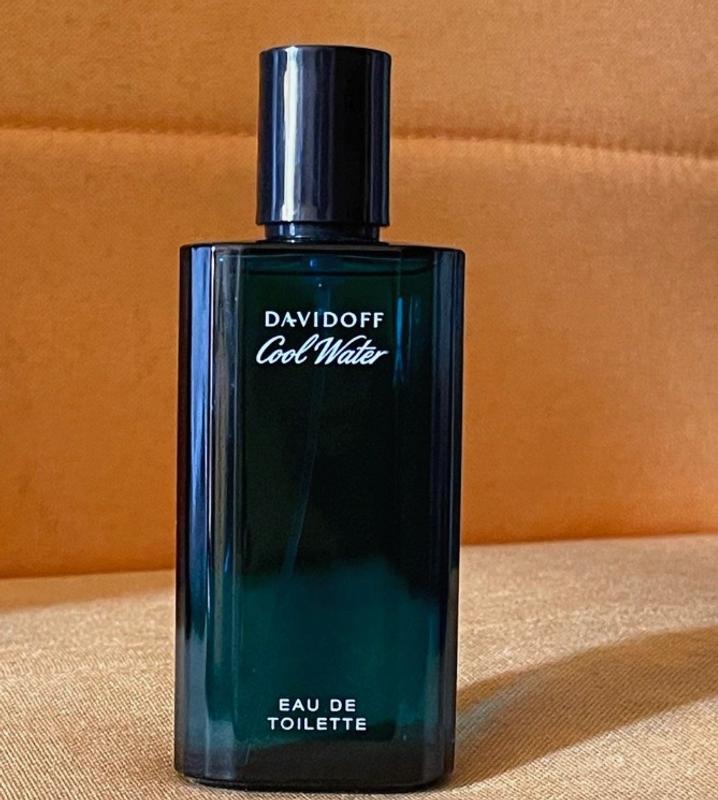 DAVIDOFF
Cool Water
EAU DE
TOILETTE